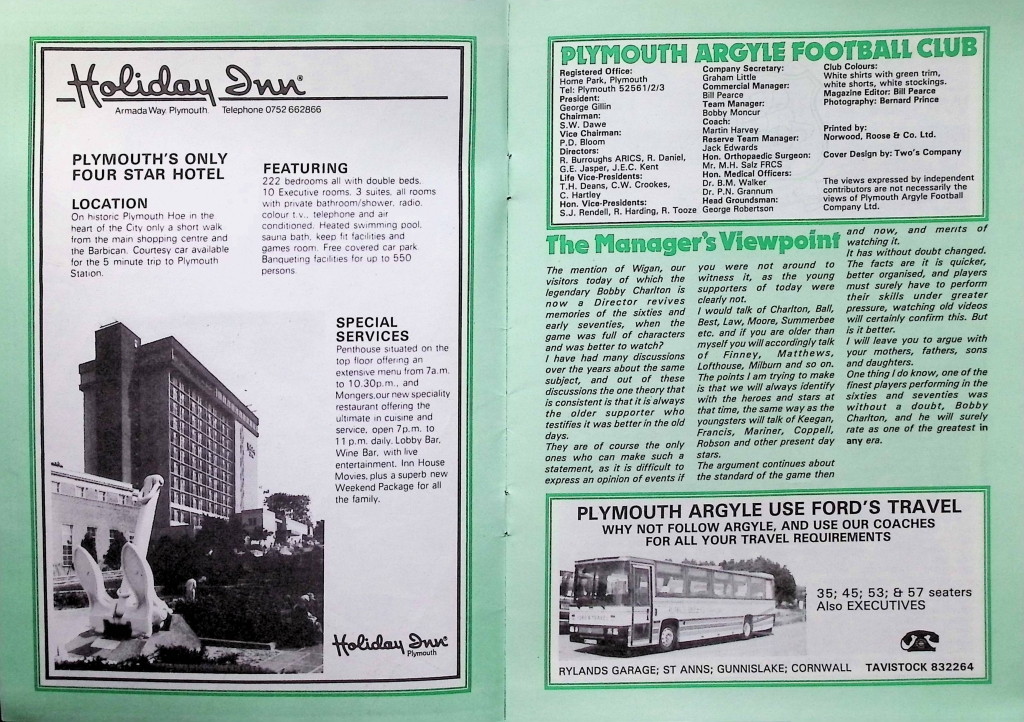 Holiday Inn®
Armada Way, Plymouth. Telephone 0752 662866
PLYMOUTH'S ONLY
FOUR STAR HOTEL
LOCATION
On historic Plymouth Hoe in the
heart of the City only a short walk
from the main shopping centre and
the Barbican. Courtesy car available
for the 5 minute trip to Plymouth
Station.
FEATURING
222 bedrooms all with double beds.
10 Executive rooms. 3 suites, all rooms
with private bathroom/shower, radio,
colour t.v., telephone and air
conditioned. Heated swimming pool,
sauna bath, keep fit facilities and
games room. Free covered car park.
Banqueting facilities for up to 550
persons.
SPECIAL
SERVICES
Penthouse situated on the
top floor offering an
extensive menu from 7a.m.
to 10.30p.m., and
Mongers,our new speciality
restaurant offering the
ultimate in cuisine and
service, open 7p.m. to
11p.m. daily. Lobby Bar,
Wine Bar, with live
entertainment. Inn House
Movies, plus a superb new
Weekend Package for all
the family.
Holiday Inn®
Plymouth
PLYMOUTH ARGYLE FOOTBALL CLUB
Registered Office:
Home Park, Plymouth
Tel: Plymouth 52561/2/3
President:
George Gillin
Chairman:
S.W. Dawe
Vice Chairman:
P.D. Bloom
Directors:
R. Burroughs ARICS, R. Daniel,
G.E. Jasper, J.E.C. Kent
Life Vice-Presidents:
T.H. Deans, C.W. Crookes,
C. Hartley
Hon. Vice-Presidents:
S.J. Rendell, R. Harding, R. Tooze
Company Secretary:
Graham Little
Commercial Manager:
Bill Pearce
Team Manager:
Bobby Moncur
Coach:
Martin Harvey
Reserve Team Manager:
Jack Edwards
Hon. Orthopaedic Surgeon:
Mr. M.H. Salz FRCS
Hon. Medical Officers:
Dr. B.M. Walker
Dr. P.N. Grannum
Head Groundsman:
George Robertson
Club Colours:
White shirts with green trim,
white shorts, white stockings.
Magazine Editor: Bill Pearce
Photography: Bernard Prince
Printed by:
Norwood, Roose & Co. Ltd.
Cover Design by: Two's Company
The views expressed by independent
contributors are not necessarily the
views of Plymouth Argyle Football
Company Ltd.
The Manager's Viewpoint
The mention of Wigan, our
visitors today of which the
legendary Bobby Charlton is
now a Director revives
memories of the sixties and
early seventies, when the
game was full of characters
and was better to watch?
I have had many discussions
over the years about the same
subject, and out of these
discussions the one theory that
is consistent is that it is always
the older supporter who
testifies it was better in the old
days.
They are of course the only
ones who can make such a
statement, as it is difficult to
express an opinion of events if
you were not around to
witness it, as the young
supporters of today were
clearly not.
I would talk of Charlton, Ball,
Best, Law, Moore, Summerbee
etc. and if you are older than
myself you will accordingly talk
of Finney, Matthews,
Lofthouse, Milburn and so on.
The points I am trying to make
is that we will always identify
with the heroes and stars at
that time, the same way as the
youngsters will talk of Keegan,
Francis, Mariner, Coppell,
Robson and other present day
stars.
The argument continues about
the standard of the game then
and now, and merits of
watching it.
It has without doubt changed.
The facts are it is quicker,
better organised, and players
must surely have to perform
their skills under greater
pressure, watching old videos
will certainly confirm this. But
is it better.
I will leave you to argue with
your mothers, fathers, sons
and daughters.
One thing I do know, one of the
finest players performing in the
sixties and seventies was
without a doubt, Bobby
Charlton, and he will surely
rate as one of the greatest in
any era.
PLYMOUTH ARGYLE USE FORD'S TRAVEL
WHY NOT FOLLOW ARGYLE, AND USE OUR COACHES
FOR ALL YOUR TRAVEL REQUIREMENTS
35; 45; 53; & 57 seaters
Also EXECUTIVES
RYLANDS GARAGE; ST ANNS; GUNNISLAKE; CORNWALL TAVISTOCK 832264